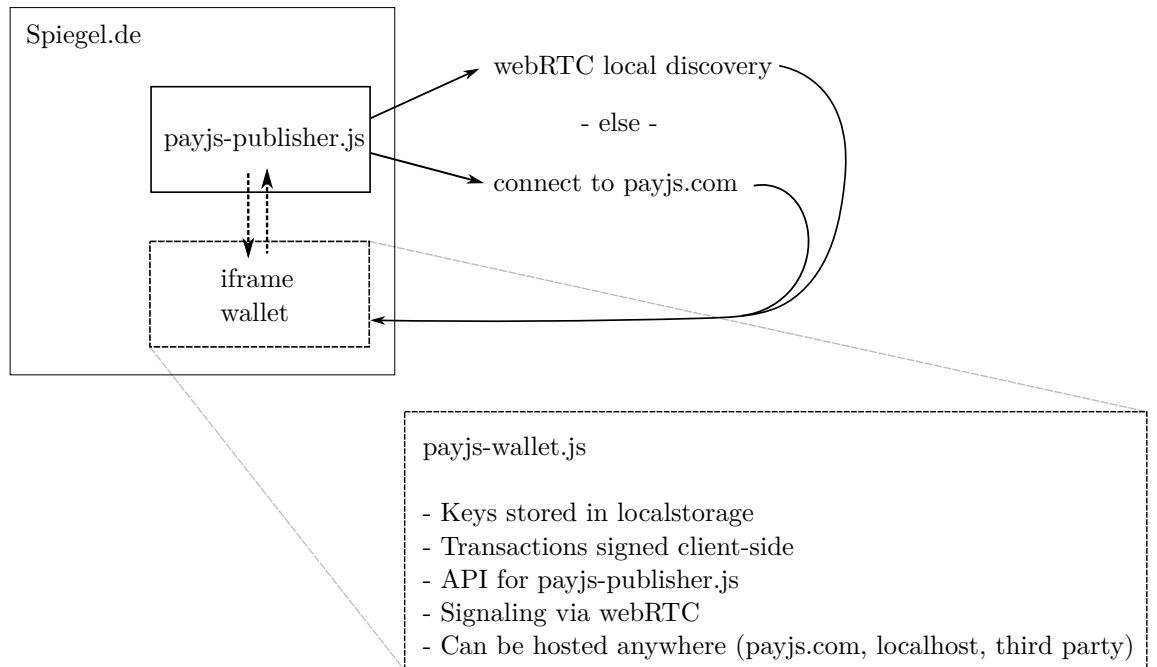 Spiegel.de
payjs-publisher.js
webRTC local discovery
- else -
connect to payjs.com
iframe
wallet
payjs-wallet.js
- Keys stored in localstorage
- Transactions signed client-side
- API for payjs-publisher.js
- Signaling via webRTC
- Can be hosted anywhere (payjs.com, localhost, third party)